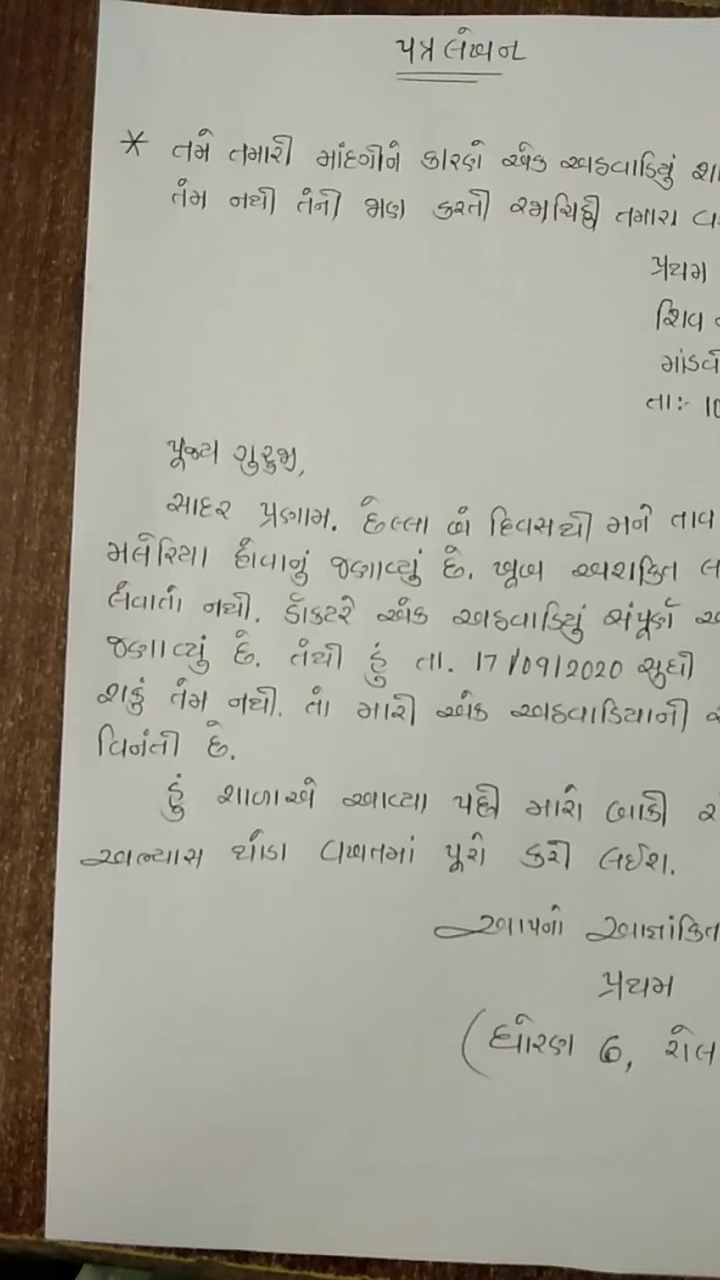 પત્રલેખન
* તમે તમારી માંદગીને કારણે એક અઠવાડિયું શા
તેમ નથી તેની જાણ કરતી રજાચિઠ્ઠી તમારા વ
પ્રથમ
શિવ
માંડવી
તાઃ- 10
પૂજ્ય ગુરુજી,
સાદર પ્રણામ. છેલ્લા બે દિવસથી મને તાવ
મલેરિયા હોવાનું જણાવ્યું છે. ખૂબ અશક્તિ લ
લેવાતો નથી. ડૉક્ટરે એક અઠવાડિયું સંપૂર્ણ આ
જણાવ્યું છે. તેથી હું તા. 17/09/2020 સુધી
શકું તેમ નથી. તો મારી એક અઠવાડિયાની ર
વિનંતી છે.
હું શાળાએ આવ્યા પછી મારો બાકી ર
અભ્યાસ થોડા વખતમાં પૂરો કરી લઈશ.
આપનો આજ્ઞાંકિત
પ્રથમ
(ધોરણ 6, રોલ